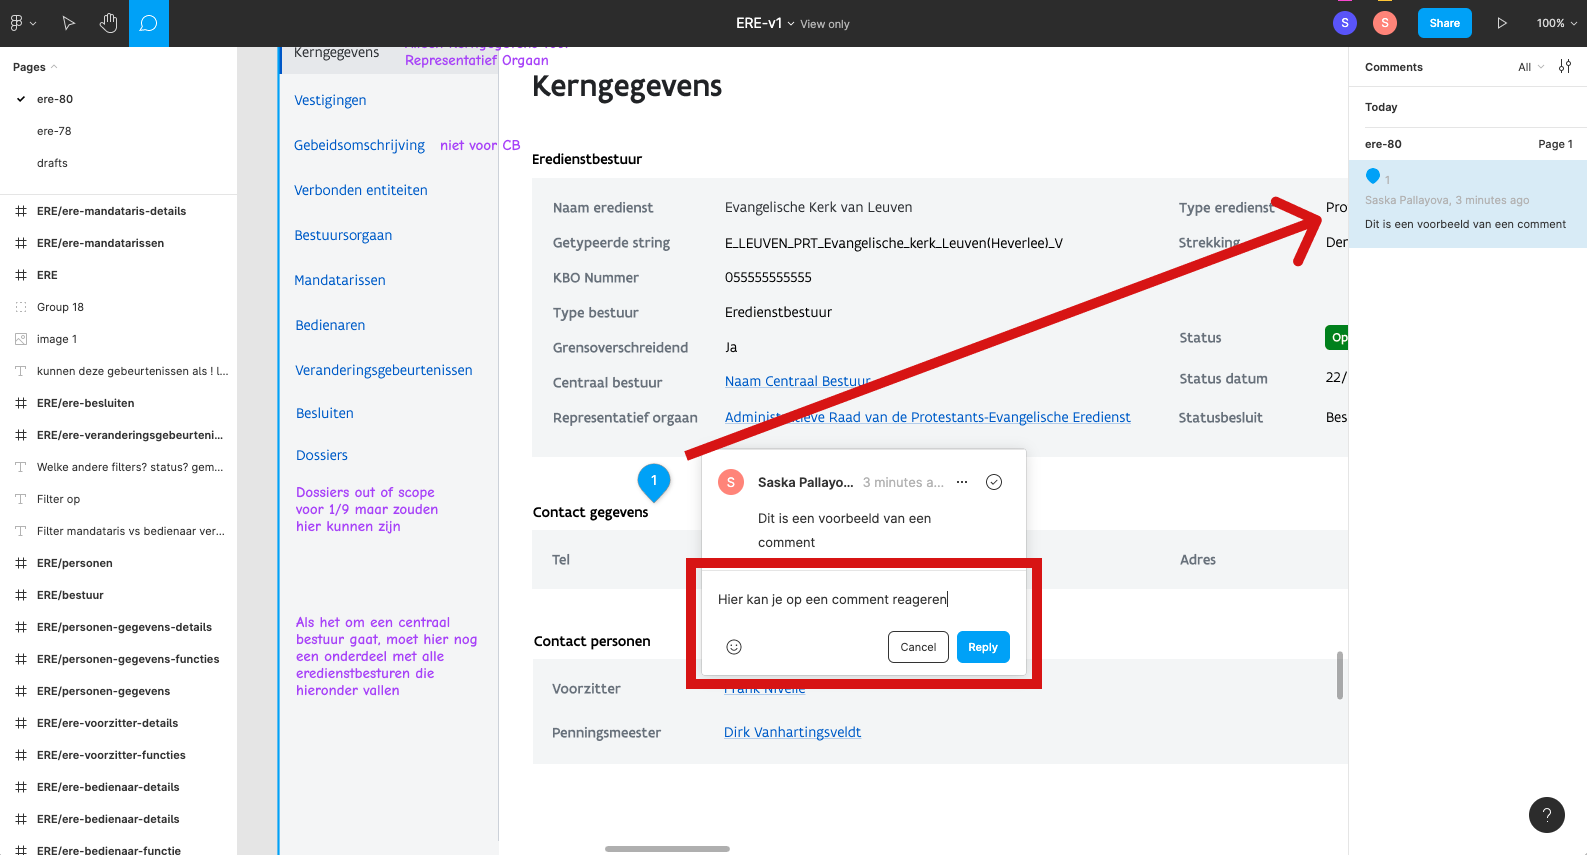 ERE-v1
View only
S
S
Share
100%
Pages
ere-80
ere-78
drafts
ERE/ere-mandataris-details
ERE/ere-mandatarissen
ERE
Group 18
image 1
kunnen deze gebeurtenissen als ! l...
ERE/ere-besluiten
ERE/ere-veranderingsgebeurteni...
Welke andere filters? status? gem...
Filter op
Filter mandataris vs bedienaar ver...
ERE/personen
ERE/bestuur
ERE/personen-gegevens-details
ERE/personen-gegevens-functies
ERE/personen-gegevens
ERE/ere-voorzitter-details
ERE/ere-voorzitter-functies
ERE/ere-bedienaar-details
ERE/ere-bedienaar-details
ERE/ere-bedienaar-functie
Kerngegevens
Representatief Orgaan
Vestigingen
Gebeidsomschrijving
niet voor CB
Verbonden entiteiten
Bestuursorgaan
Mandatarissen
Bedienaren
Veranderingsgebeurtenissen
Besluiten
Dossiers
Dossiers out of scope
voor 1/9 maar zouden
hier kunnen zijn
Als het om een centraal
bestuur gaat, moet hier nog
een onderdeel met alle
eredienstbesturen die
hieronder vallen
Kerngegevens
Eredienstbestuur
Naam eredienst
Evangelische Kerk van Leuven
Type eredienst
Pro
Getypeerde string
E_LEUVEN_PRT_Evangelische_kerk_Leuven(Heverlee)_V
Strekking
Der
KBO Nummer
055555555555
Type bestuur
Eredienstbestuur
Status
Op
Grensoverschreidend
Ja
Centraal bestuur
Naam Centraal Bestuur
Status datum
22/
Representatief orgaan
Administratieve Raad van de Protestants-Evangelische Eredienst
Statusbesluit
Bes
1
S
Saska Pallayo...
3 minutes a...
Dit is een voorbeeld van een
comment
Hier kan je op een comment reageren
Cancel
Reply
Contact gegevens
Tel
Adres
Contact personen
Voorzitter
Frank Nivelle
Penningsmeester
Dirk Vanhartingsveldt
Comments
All
Today
ere-80
Page 1
1
Saska Pallayova, 3 minutes ago
Dit is een voorbeeld van een comment
?